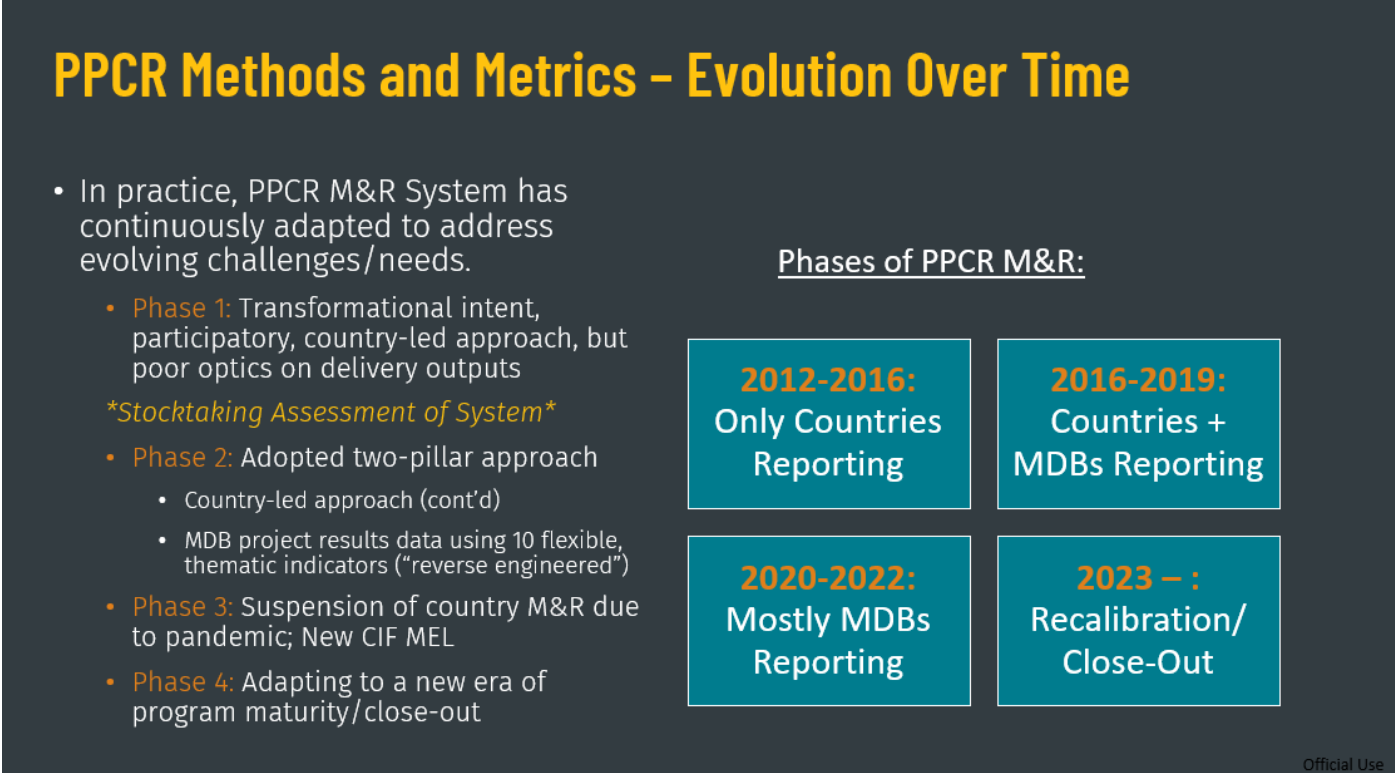 PPCR Methods and Metrics – Evolution Over Time
• In practice, PPCR M&R System has
continuously adapted to address
evolving challenges/needs.
• Phase 1: Transformational intent,
participatory, country-led approach, but
poor optics on delivery outputs
*Stocktaking Assessment of System*
• Phase 2: Adopted two-pillar approach
• Country-led approach (cont’d)
• MDB project results data using 10 flexible,
thematic indicators (“reverse engineered”)
• Phase 3: Suspension of country M&R due
to pandemic; New CIF MEL
• Phase 4: Adapting to a new era of
program maturity/close-out
Phases of PPCR M&R:
2012-2016:
Only Countries
Reporting
2016-2019:
Countries +
MDBs Reporting
2020-2022:
Mostly MDBs
Reporting
2023 – :
Recalibration/
Close-Out
Official Use